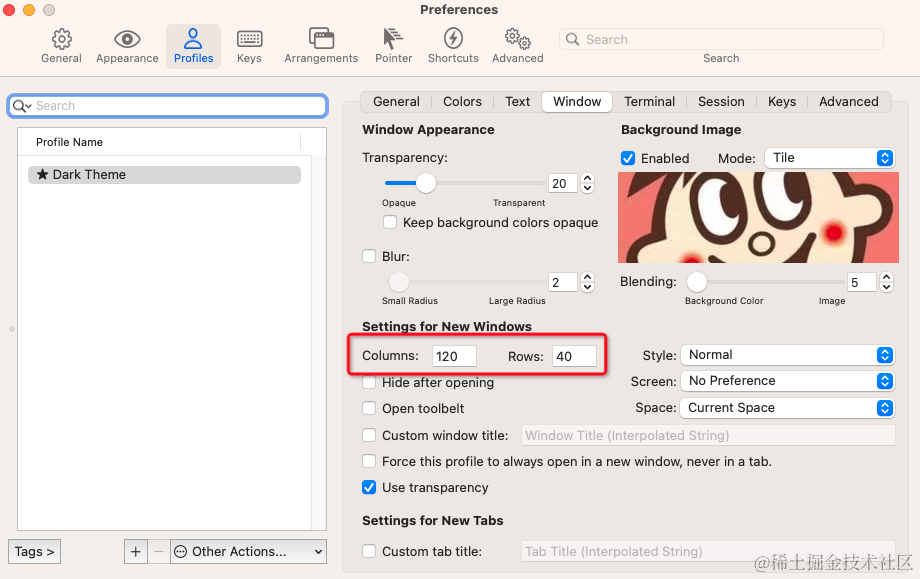 Preferences
General Appearance Profiles Keys Arrangements Pointer Shortcuts Advanced Search
Search
Search
Profile Name
★ Dark Theme
Tags >
+ − Other Actions...
General Colors Text Window Terminal Session Keys Advanced
Window Appearance
Transparency:
20
Opaque Transparent
Keep background colors opaque
Blur:
2
Small Radius Large Radius
Background Image
Enabled Mode: Tile
Blending: 5
Background Color Image
Settings for New Windows
Columns: 120 Rows: 40
Hide after opening
Open toolbelt
Style: Normal
Screen: No Preference
Space: Current Space
Custom window title: Window Title (Interpolated String)
Force this profile to always open in a new window, never in a tab.
Use transparency
Settings for New Tabs
Custom tab title: Tab Title (Interpolated String)
@稀土掘金技术社区